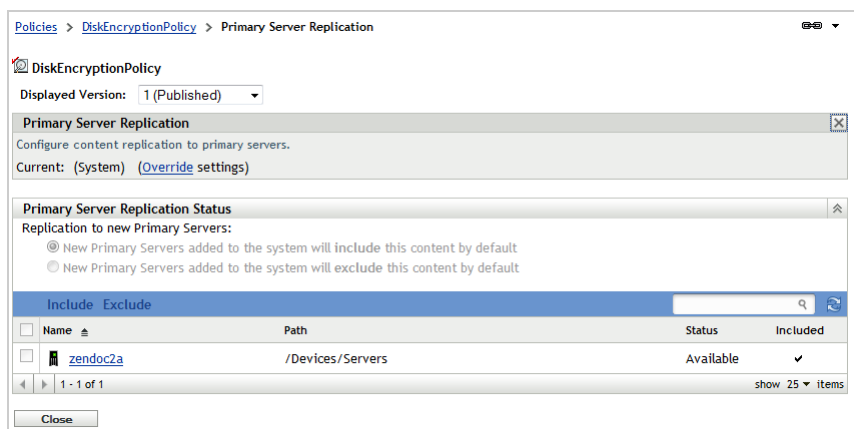 Policies > DiskEncryptionPolicy > Primary Server Replication
DiskEncryptionPolicy
Displayed Version: 1 (Published)
Primary Server Replication
Configure content replication to primary servers.
Current: (System) (Override settings)
Primary Server Replication Status
Replication to new Primary Servers:
New Primary Servers added to the system will include this content by default
New Primary Servers added to the system will exclude this content by default
Include Exclude
Name Path Status Included
zendoc2a /Devices/Servers Available
1 - 1 of 1 show 25 items
Close